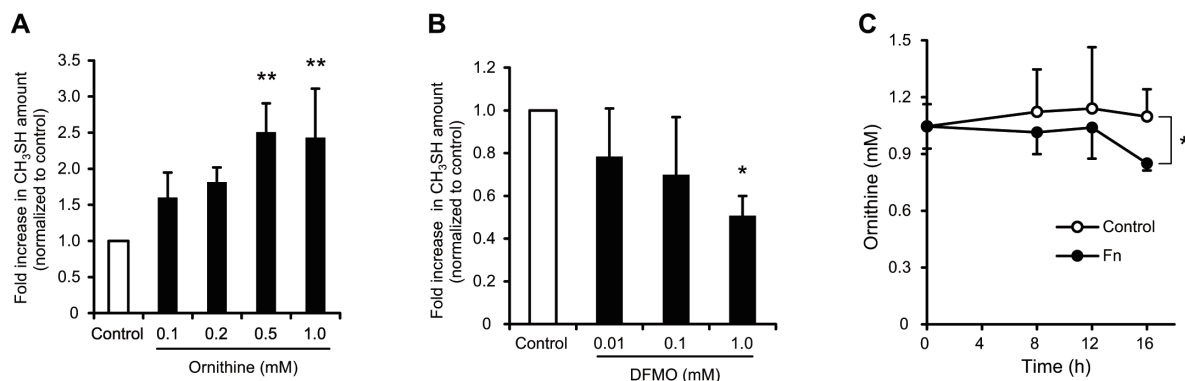 A
Fold increase in CH₃SH amount
(normalized to control)
3.5
3.0
2.5
2.0
1.5
1.0
0.5
0
**
**
Control 0.1 0.2 0.5 1.0
Ornithine (mM)
B
Fold increase in CH₃SH amount
(normalized to control)
1.2
1.0
0.8
0.6
0.4
0.2
0
*
Control 0.01 0.1 1.0
DFMO (mM)
C
Ornithine (mM)
1.5
1.2
0.9
0.6
0.3
0
*
Control
Fn
0 4 8 12 16
Time (h)